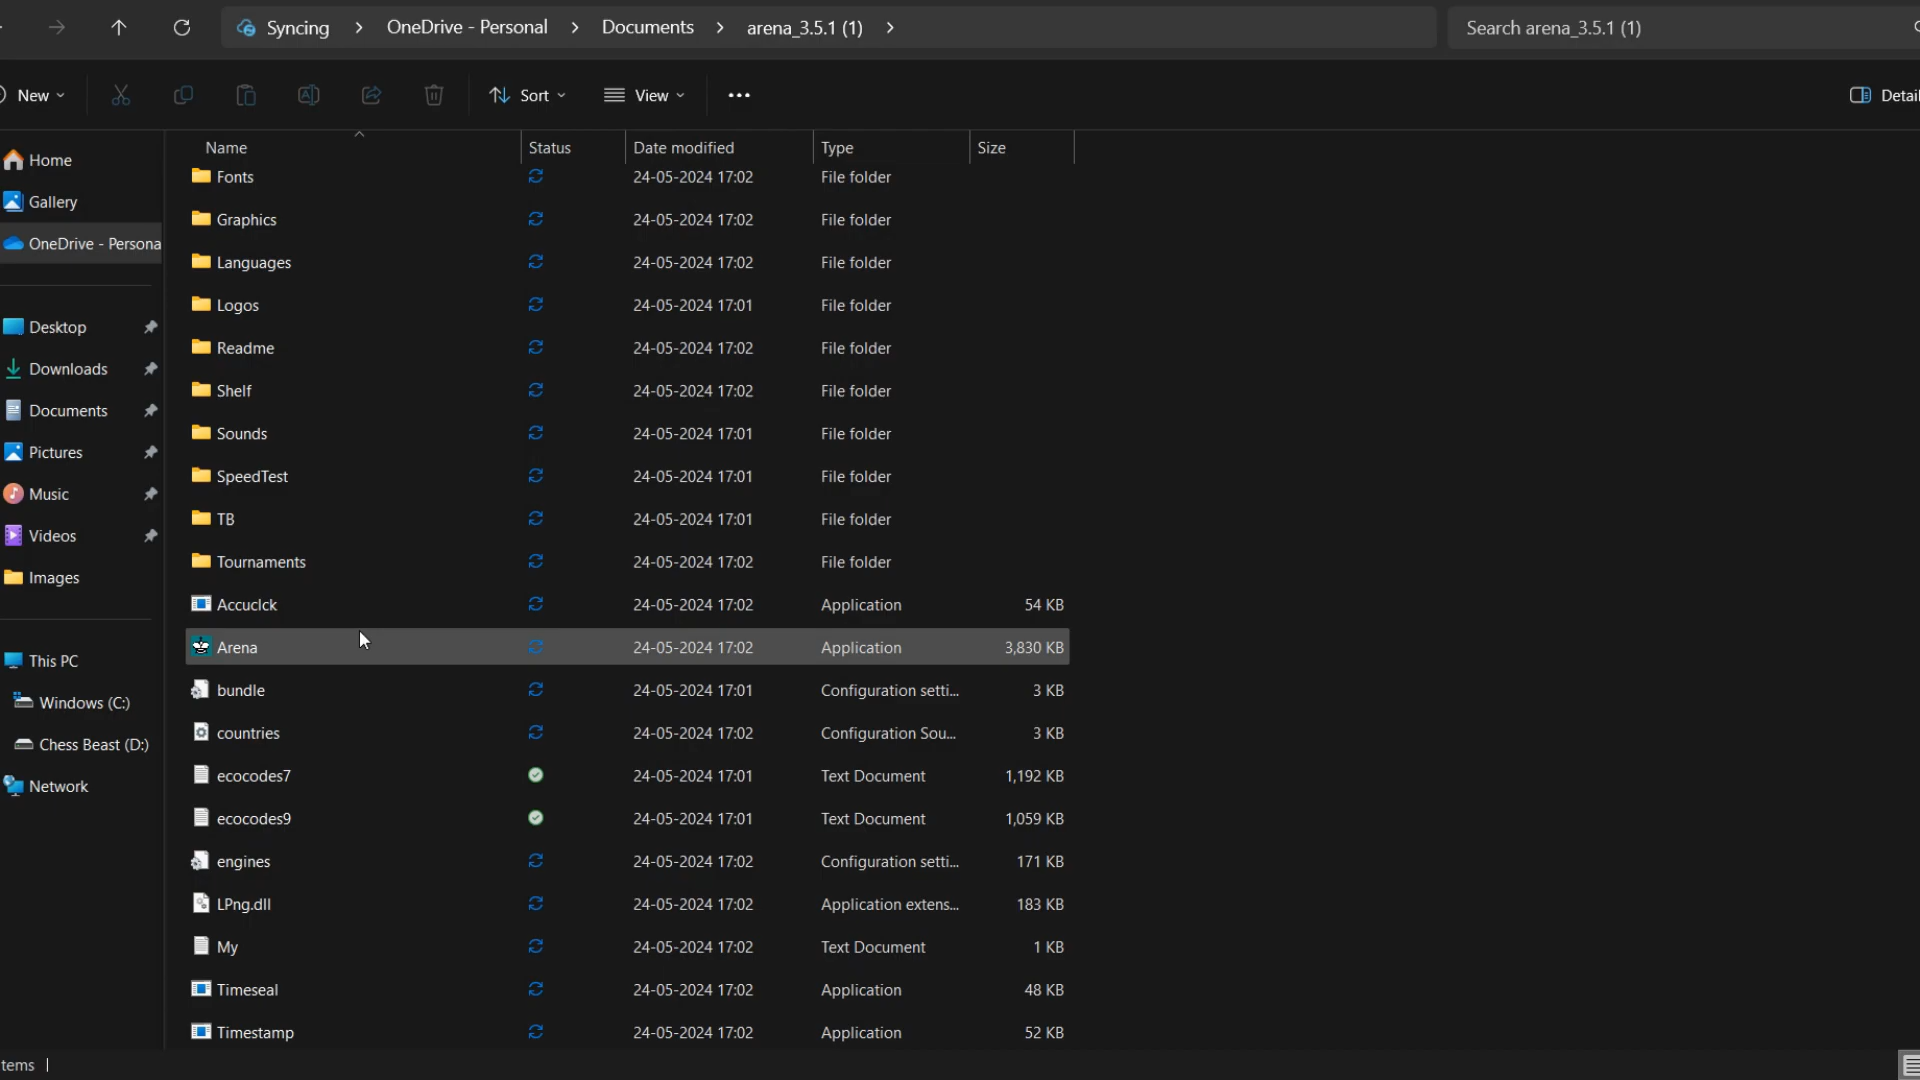 Syncing > OneDrive - Personal > Documents > arena_3.5.1 (1) >
Search arena_3.5.1 (1)
New
Sort
View
Detail
Home
Gallery
OneDrive - Persona
Desktop
Downloads
Documents
Pictures
Music
Videos
Images
This PC
Windows (C:)
Chess Beast (D:)
Network
Name Status Date modified Type Size
Fonts 24-05-2024 17:02 File folder
Graphics 24-05-2024 17:02 File folder
Languages 24-05-2024 17:02 File folder
Logos 24-05-2024 17:01 File folder
Readme 24-05-2024 17:02 File folder
Shelf 24-05-2024 17:02 File folder
Sounds 24-05-2024 17:01 File folder
SpeedTest 24-05-2024 17:01 File folder
TB 24-05-2024 17:01 File folder
Tournaments 24-05-2024 17:02 File folder
Accuclck 24-05-2024 17:02 Application 54 KB
Arena 24-05-2024 17:02 Application 3,830 KB
bundle 24-05-2024 17:01 Configuration setti... 3 KB
countries 24-05-2024 17:02 Configuration Sou... 3 KB
ecocodes7 24-05-2024 17:01 Text Document 1,192 KB
ecocodes9 24-05-2024 17:01 Text Document 1,059 KB
engines 24-05-2024 17:02 Configuration setti... 171 KB
LPng.dll 24-05-2024 17:02 Application extens... 183 KB
My 24-05-2024 17:02 Text Document 1 KB
Timeseal 24-05-2024 17:02 Application 48 KB
Timestamp 24-05-2024 17:02 Application 52 KB
tems